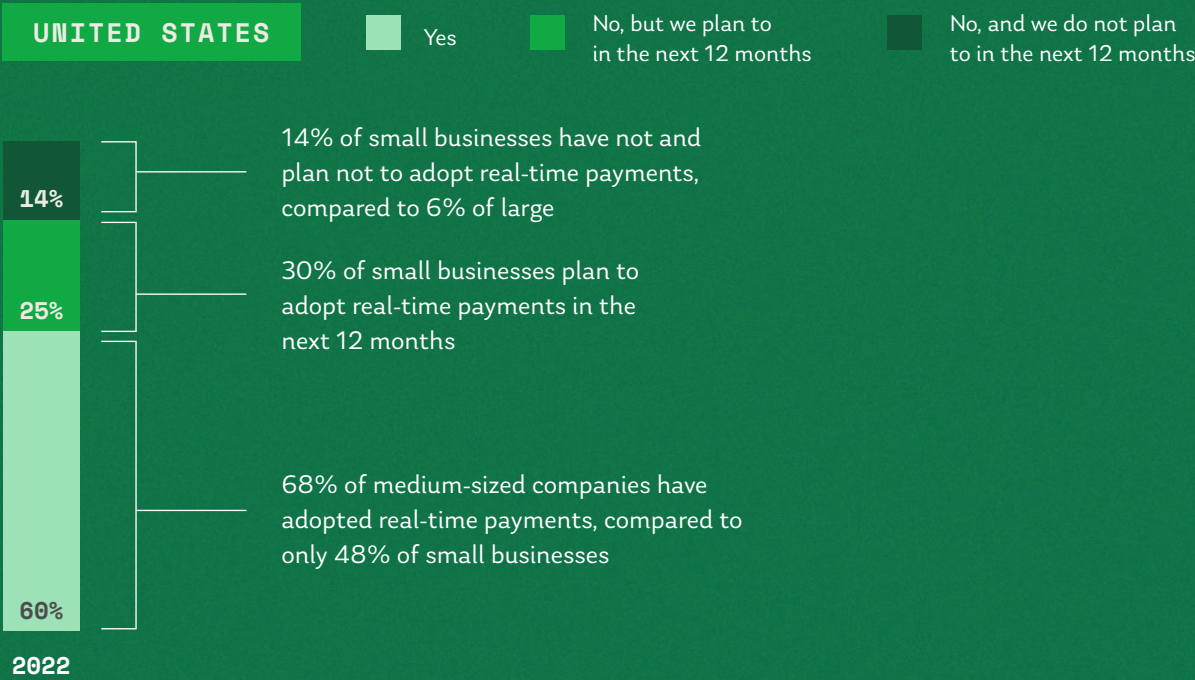 UNITED STATES
Yes
No, but we plan to
in the next 12 months
No, and we do not plan
to in the next 12 months
14%
14% of small businesses have not and
plan not to adopt real-time payments,
compared to 6% of large
25%
30% of small businesses plan to
adopt real-time payments in the
next 12 months
60%
68% of medium-sized companies have
adopted real-time payments, compared to
only 48% of small businesses
2022